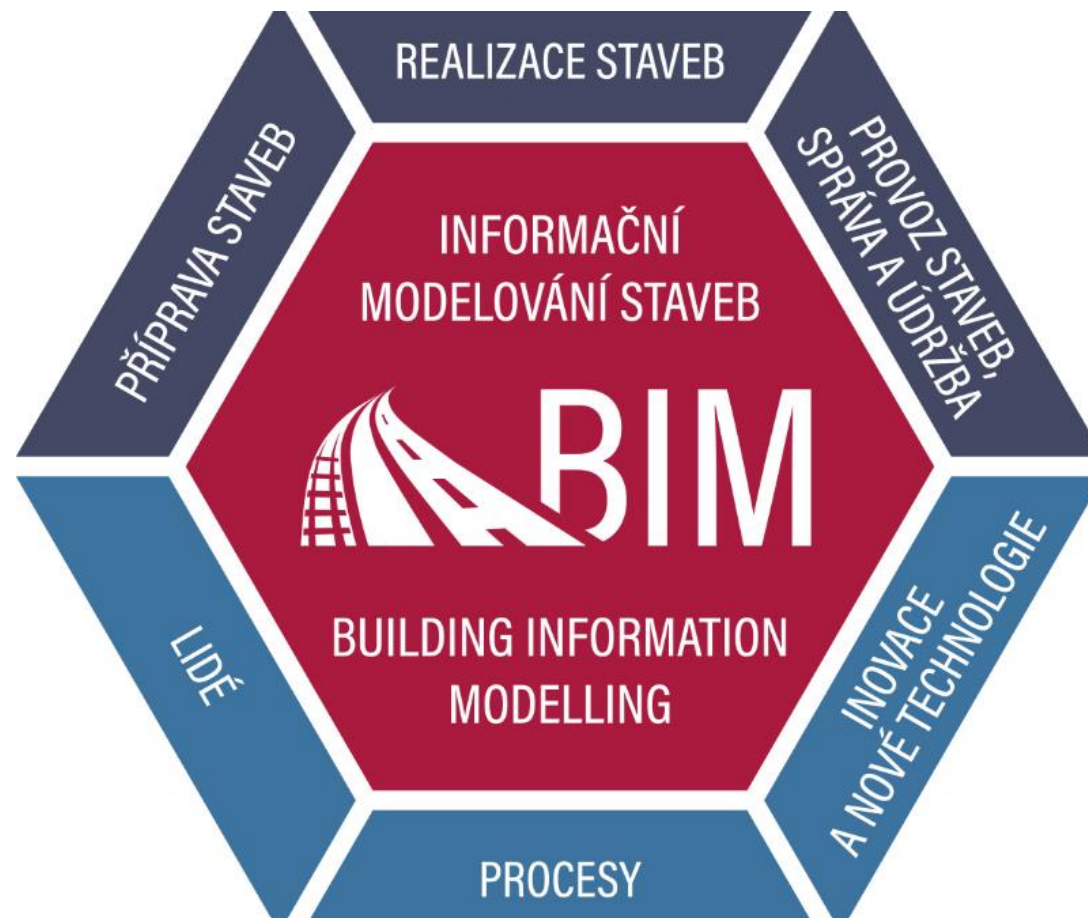 REALIZACE STAVEB
PŘÍPRAVA STAVEB
PROVOZ STAVEB,
SPRÁVA A ÚDRŽBA
INFORMAČNÍ
MODELOVÁNÍ STAVEB
BIM
BUILDING INFORMATION
MODELLING
LIDÉ
INOVACE
A NOVÉ TECHNOLOGIE
PROCESY